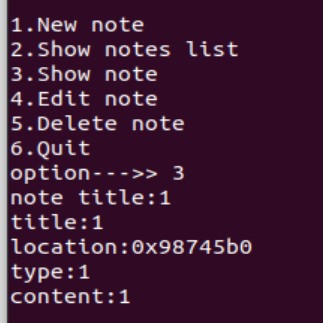 1.New note
2.Show notes list
3.Show note
4.Edit note
5.Delete note
6.Quit
option--->> 3
note title:1
title:1
location:0x98745b0
type:1
content:1